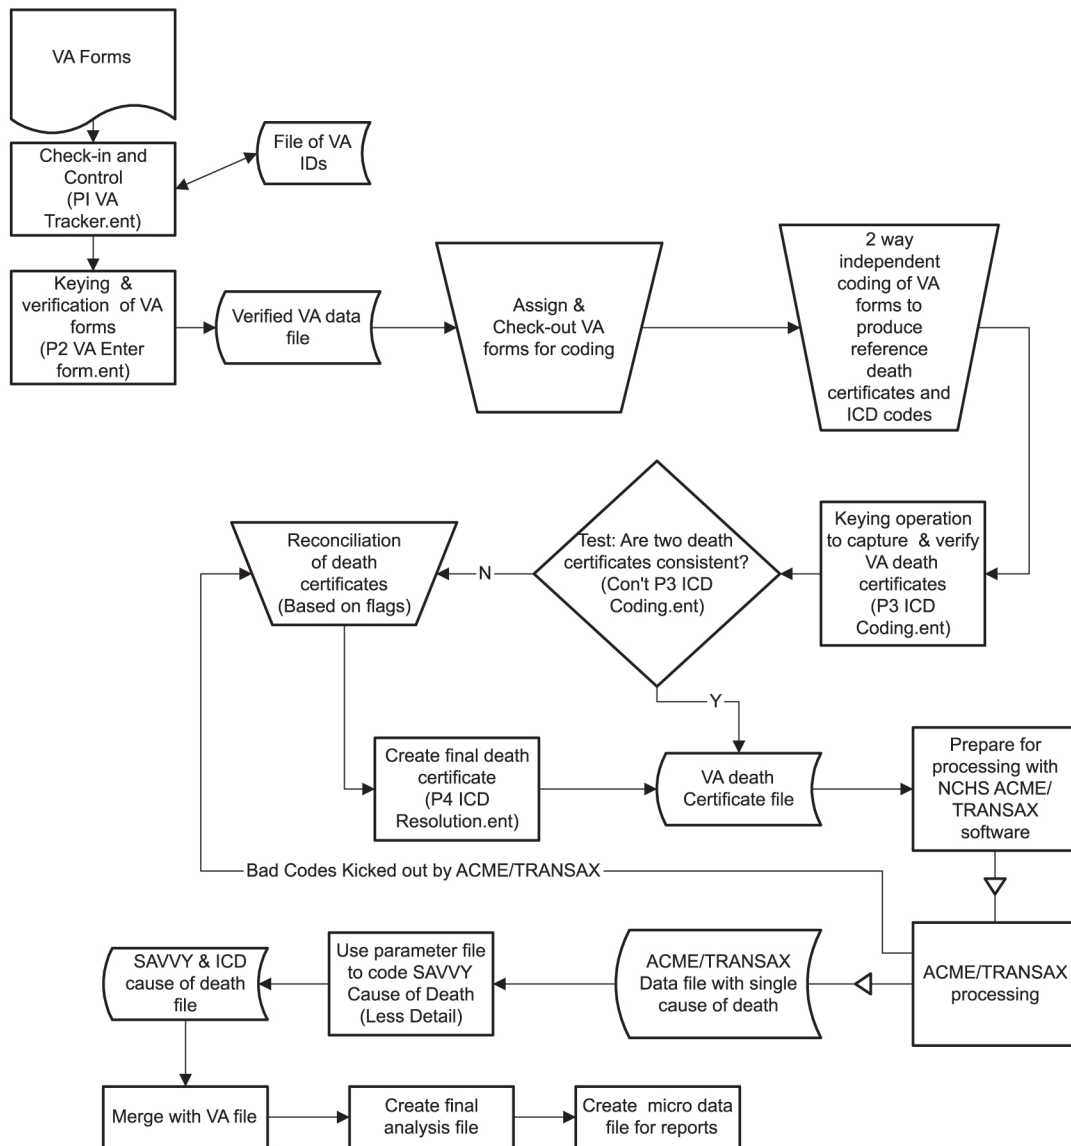 VA Forms
Check-in and
Control
(PI VA
Tracker.ent)
File of VA
IDs
Keying &
verification of VA
forms
(P2 VA Enter
form.ent)
Verified VA data
file
Assign &
Check-out VA
forms for coding
2 way
independent
coding of VA
forms to
produce
reference
death
certificates and
ICD codes
Keying operation
to capture & verify
VA death
certificates
(P3 ICD
Coding.ent)
Test: Are two death
certificates consistent?
(Con't P3 ICD
Coding.ent)
N
Y
Reconciliation
of death
certificates
(Based on flags)
Create final death
certificate
(P4 ICD
Resolution.ent)
VA death
Certificate file
Prepare for
processing with
NCHS ACME/
TRANSAX
software
Bad Codes Kicked out by ACME/TRANSAX
ACME/TRANSAX
processing
ACME/TRANSAX
Data file with single
cause of death
Use parameter file
to code SAVVY
Cause of Death
(Less Detail)
SAVVY & ICD
cause of death
file
Merge with VA file
Create final
analysis file
Create micro data
file for reports